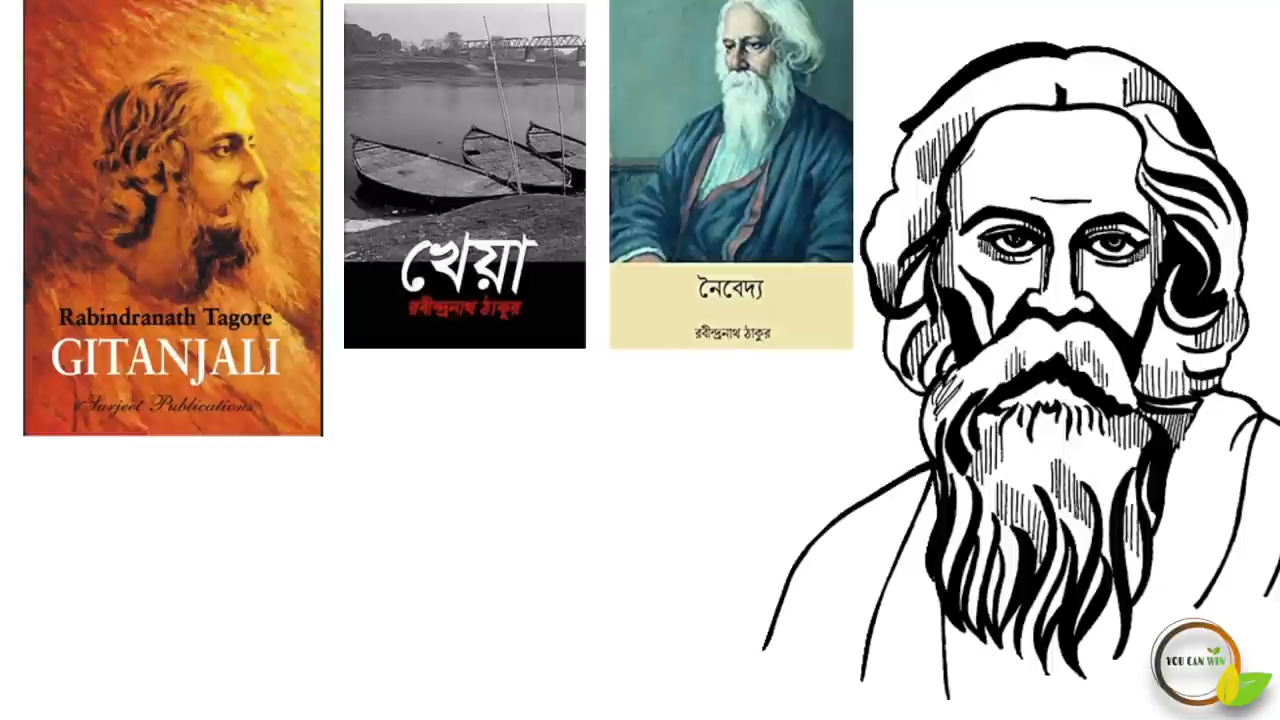 Rabindranath Tagore
GITANJALI
Surjeet Publications
খেয়া
রবীন্দ্রনাথ ঠাকুর
নৈবেদ্য
রবীন্দ্রনাথ ঠাকুর
YOU CAN WIN